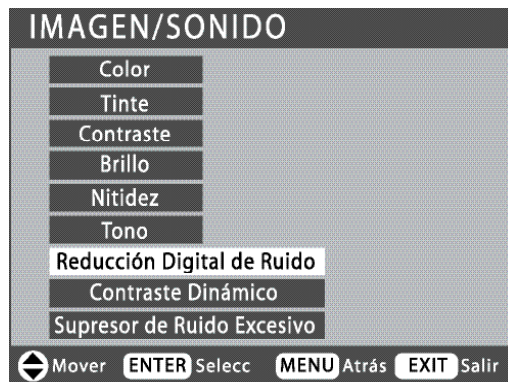 IMAGEN/SONIDO
Color
Tinte
Contraste
Brillo
Nitidez
Tono
Reducción Digital de Ruido
Contraste Dinámico
Supresor de Ruido Excesivo
Mover ENTER Selecc MENU Atrás EXIT Salir